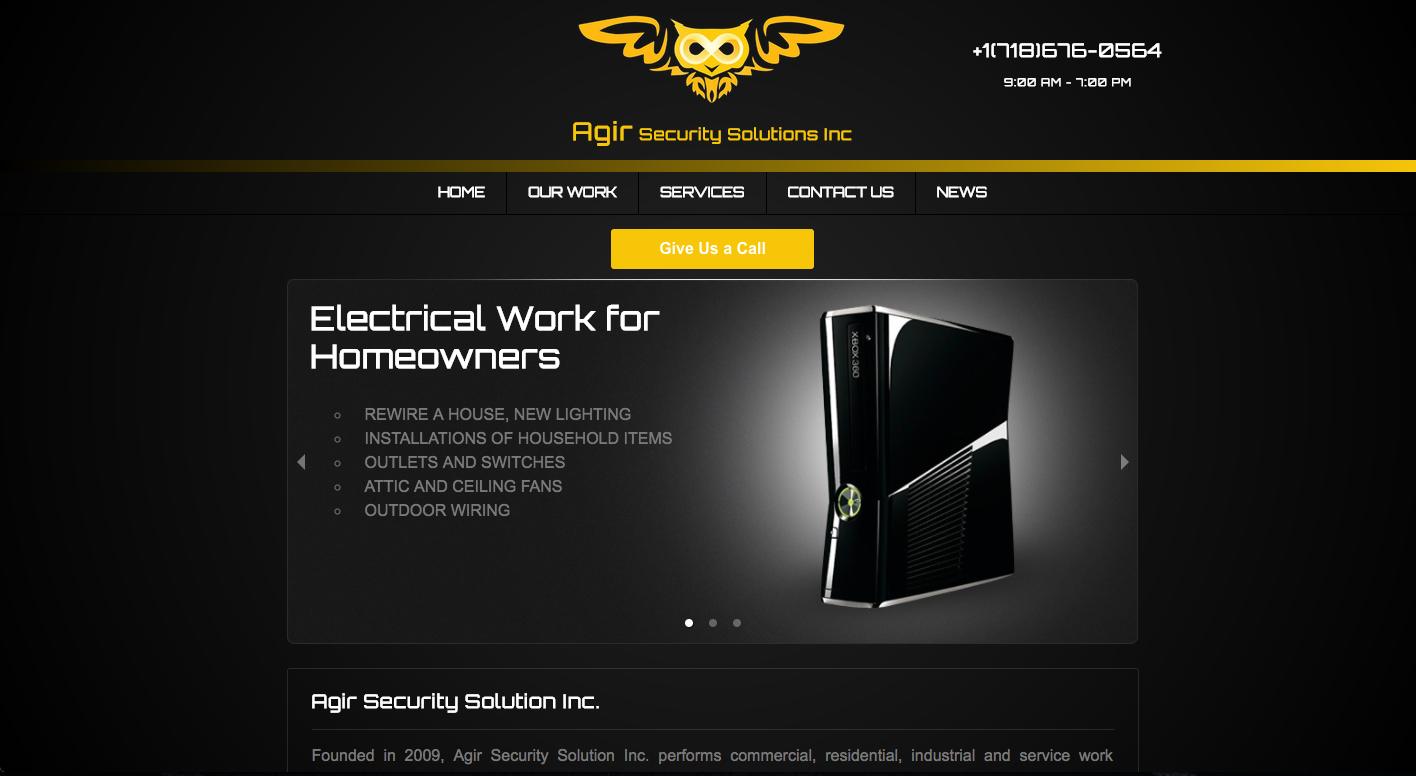 +1(718)676-0564
9:00 AM - 7:00 PM
Agir Security Solutions Inc
HOME OUR WORK SERVICES CONTACT US NEWS
Give Us a Call
Electrical Work for
Homeowners
REWIRE A HOUSE, NEW LIGHTING
INSTALLATIONS OF HOUSEHOLD ITEMS
OUTLETS AND SWITCHES
ATTIC AND CEILING FANS
OUTDOOR WIRING
XBOX 360
Agir Security Solution Inc.
Founded in 2009, Agir Security Solution Inc. performs commercial, residential, industrial and service work